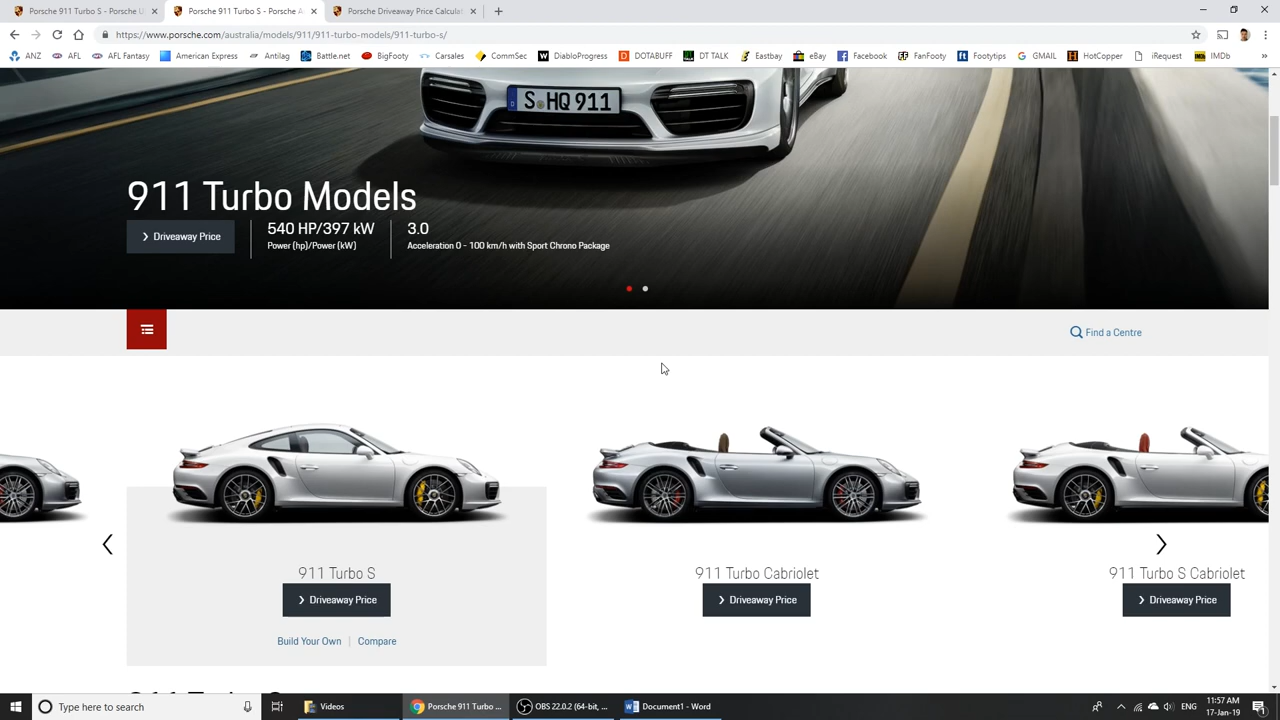 Porsche 911 Turbo S - Porsche U
Porsche 911 Turbo S - Porsche A
Porsche Driveaway Price Calcula
https://www.porsche.com/australia/models/911/911-turbo-models/911-turbo-s/
ANZ AFL AFL Fantasy American Express Antilag Battle.net BigFooty Carsales CommSec DiabloProgress DOTABUFF DT TALK Eastbay eBay Facebook FanFooty Footytips GMAIL HotCopper iRequest IMDb »
S HQ 911
911 Turbo Models
Driveaway Price
540 HP/397 kW
Power (hp)/Power (kW)
3.0
Acceleration 0 - 100 km/h with Sport Chrono Package
Find a Centre
911 Turbo S
Driveaway Price
Build Your Own | Compare
911 Turbo Cabriolet
Driveaway Price
911 Turbo S Cabriolet
Driveaway Price
Type here to search
Videos
Porsche 911 Turbo ...
OBS 22.0.2 (64-bit, ...
Document1 - Word
ENG
11:57 AM
17-Jan-19